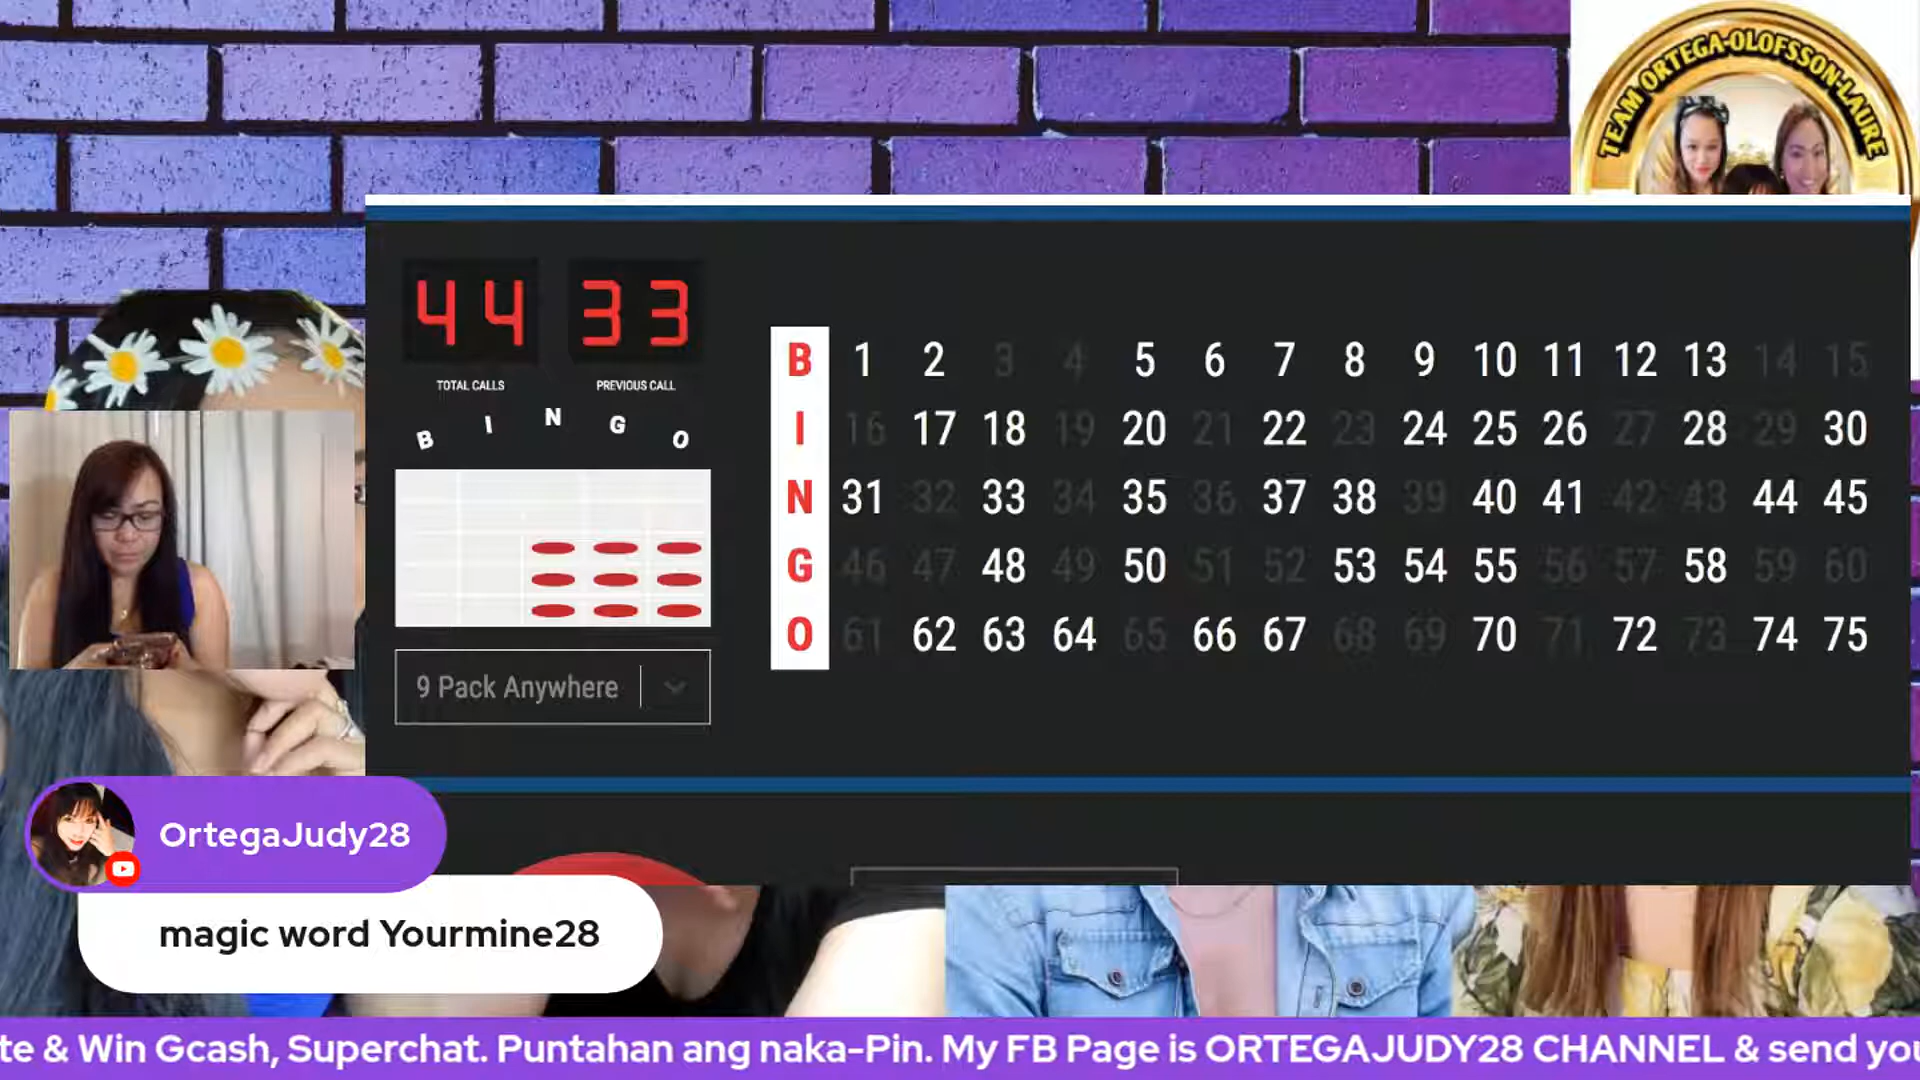 TEAM ORTEGA-OLOFSSON-LAURE
44 33
TOTAL CALLS PREVIOUS CALL
B I N G O
9 Pack Anywhere
B 1 2 3 4 5 6 7 8 9 10 11 12 13 14 15
I 16 17 18 19 20 21 22 23 24 25 26 27 28 29 30
N 31 32 33 34 35 36 37 38 39 40 41 42 43 44 45
G 46 47 48 49 50 51 52 53 54 55 56 57 58 59 60
O 61 62 63 64 65 66 67 68 69 70 71 72 73 74 75
OrtegaJudy28
magic word Yourmine28
te & Win Gcash, Superchat. Puntahan ang naka-Pin. My FB Page is ORTEGAJUDY28 CHANNEL & send you